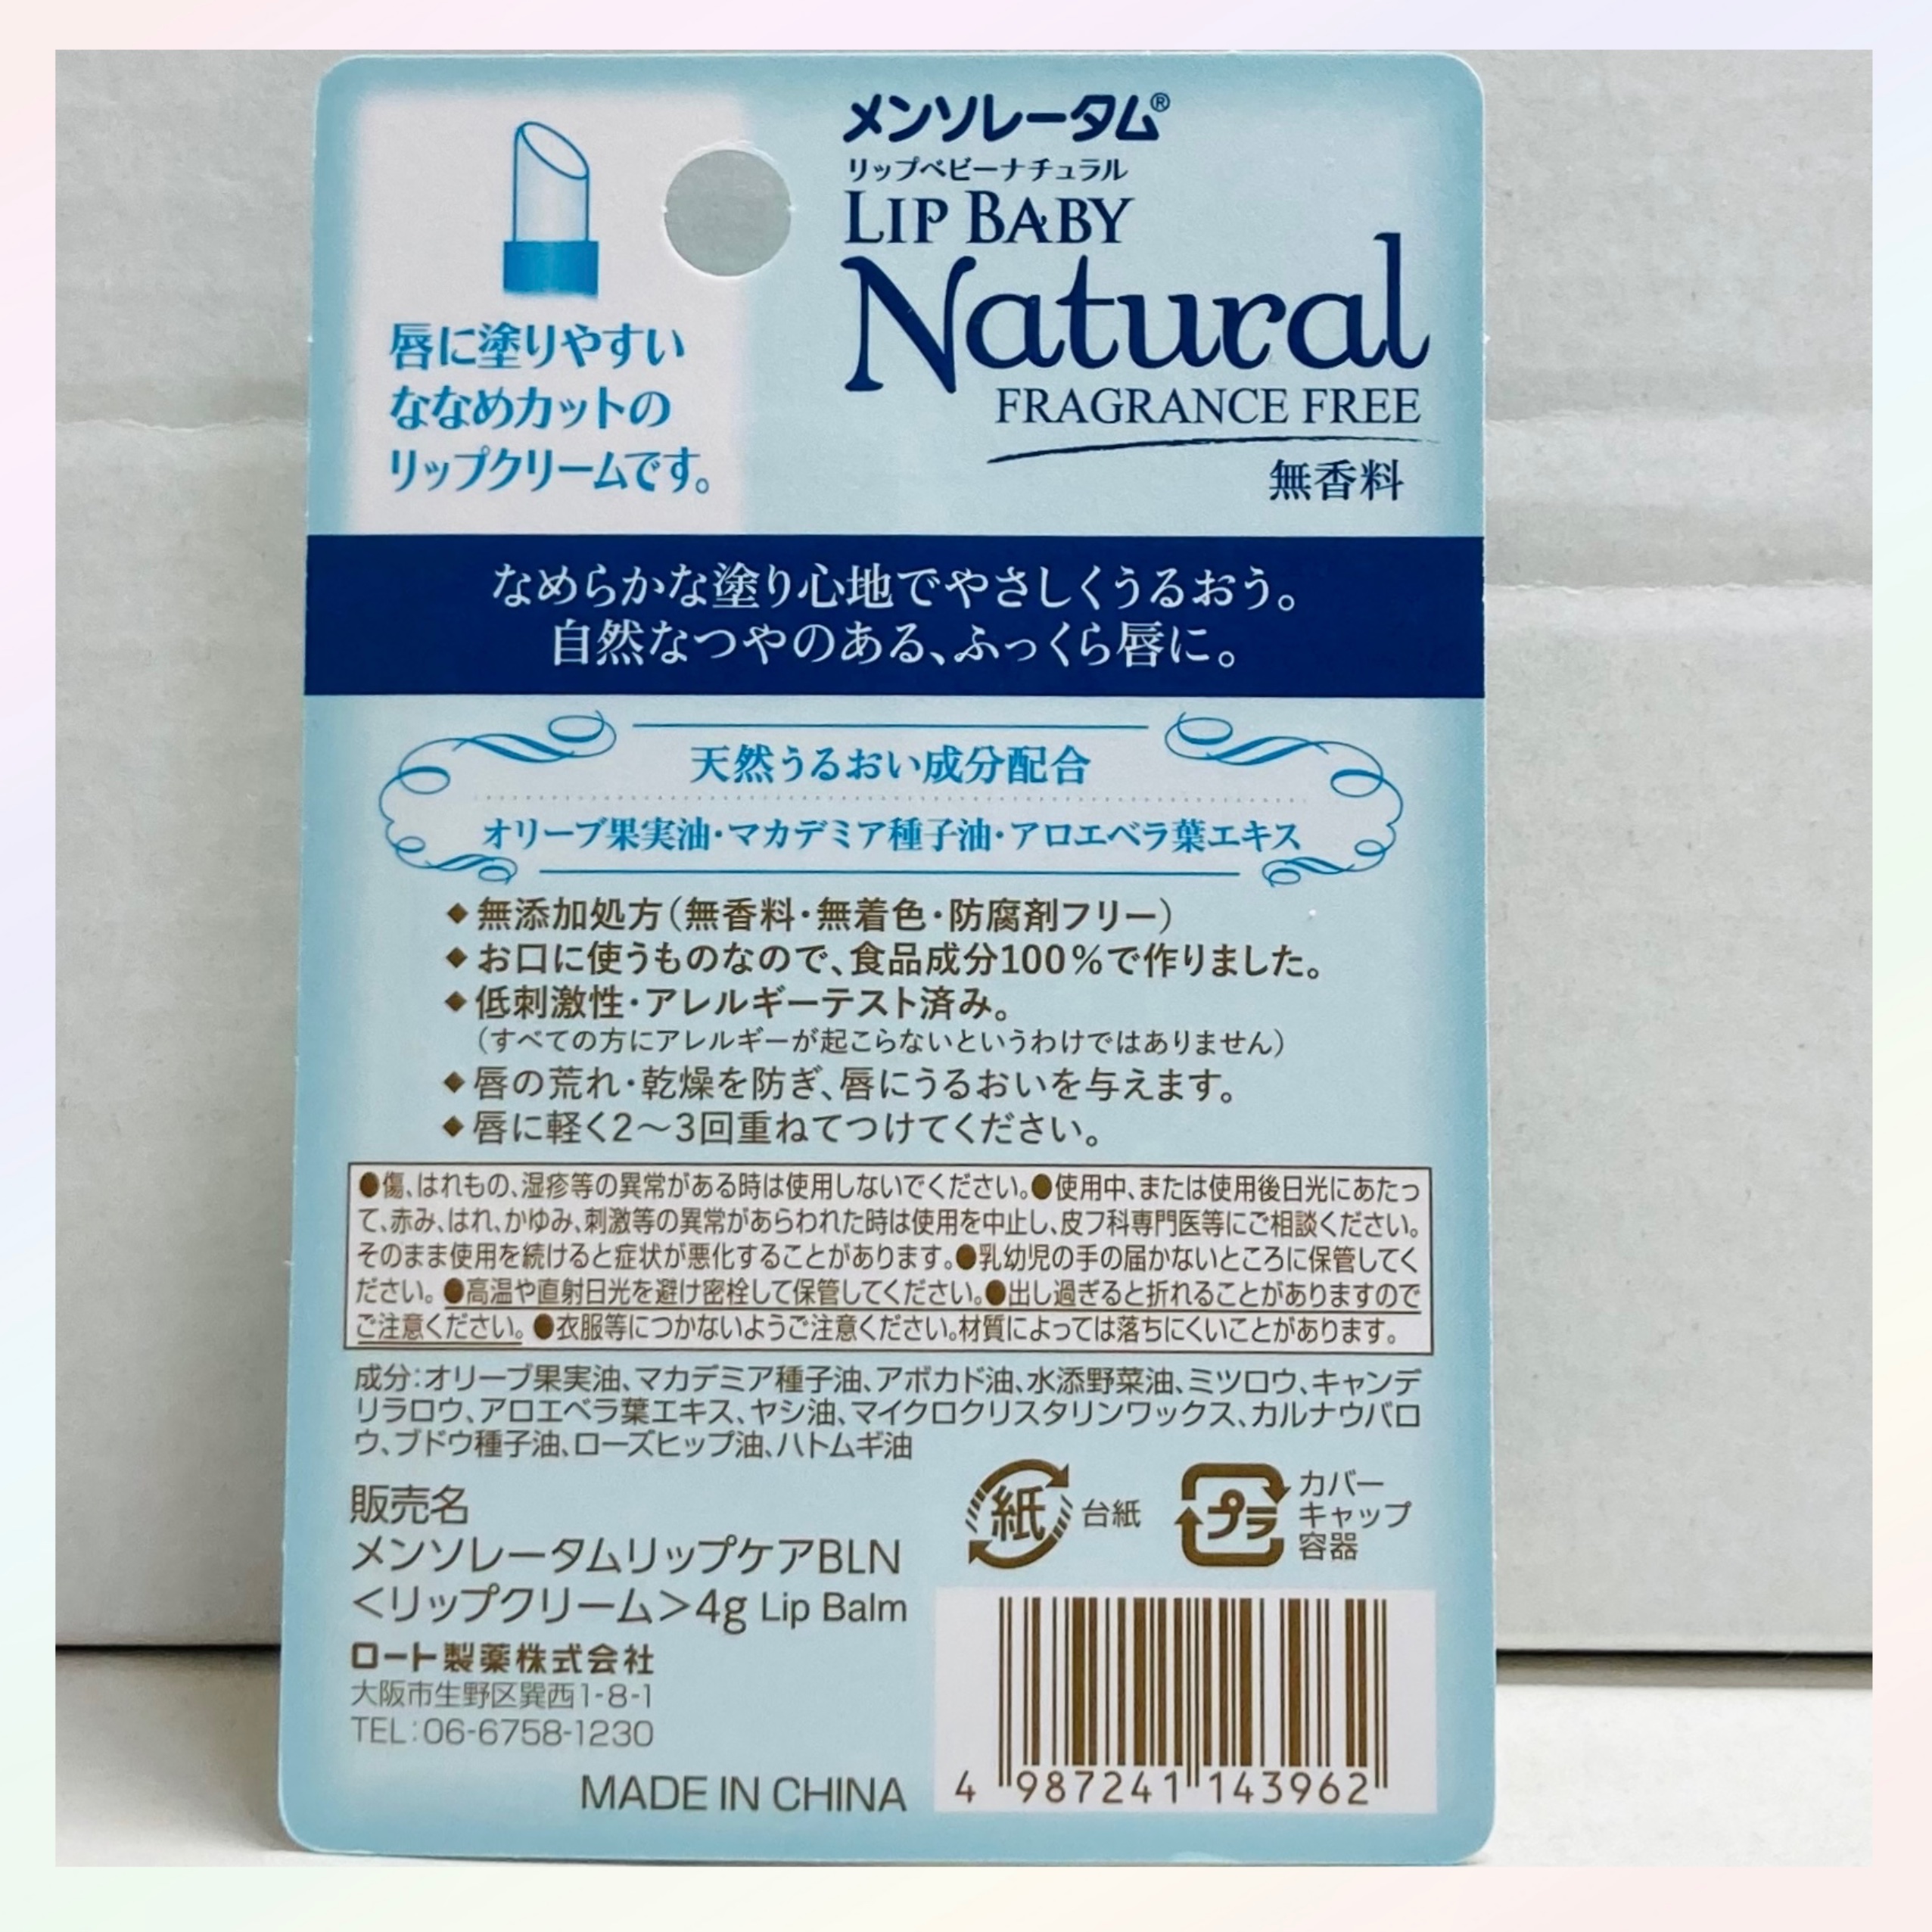 メンソレータム®
リップベビーナチュラル
LIP BABY
Natural
FRAGRANCE FREE
無香料
唇に塗りやすい
ななめカットの
リップクリームです。
なめらかな塗り心地でやさしくうるおう。
自然なつやのある、ふっくら唇に。
天然うるおい成分配合
オリーブ果実油・マカデミア種子油・アロエベラ葉エキス
◆無添加処方(無香料・無着色・防腐剤フリー)
◆お口に使うものなので、食品成分100%で作りました。
◆低刺激性・アレルギーテスト済み。
(すべての方にアレルギーが起こらないというわけではありません)
◆唇の荒れ・乾燥を防ぎ、唇にうるおいを与えます。
◆唇に軽く2〜3回重ねてつけてください。
●傷、はれもの、湿疹等の異常がある時は使用しないでください。●使用中、または使用後日光にあたっ
て、赤み、はれ、かゆみ、刺激等の異常があらわれた時は使用を中止し、皮フ科専門医等にご相談ください。
そのまま使用を続けると症状が悪化することがあります。●乳幼児の手の届かないところに保管してく
ださい。●高温や直射日光を避け密栓して保管してください。●出し過ぎると折れることがありますので
ご注意ください。●衣服等につかないようご注意ください。材質によっては落ちにくいことがあります。
成分:オリーブ果実油、マカデミア種子油、アボカド油、水添野菜油、ミツロウ、キャンデ
リラロウ、アロエベラ葉エキス、ヤシ油、マイクロクリスタリンワックス、カルナウバロ
ウ、ブドウ種子油、ローズヒップ油、ハトムギ油
販売名
メンソレータムリップケアBLN
<リップクリーム>4g Lip Balm
ロート製薬株式会社
大阪市生野区巽西1-8-1
TEL:06-6758-1230
MADE IN CHINA
紙
台紙
プラ
カバー
キャップ
容器
4 987241 143962